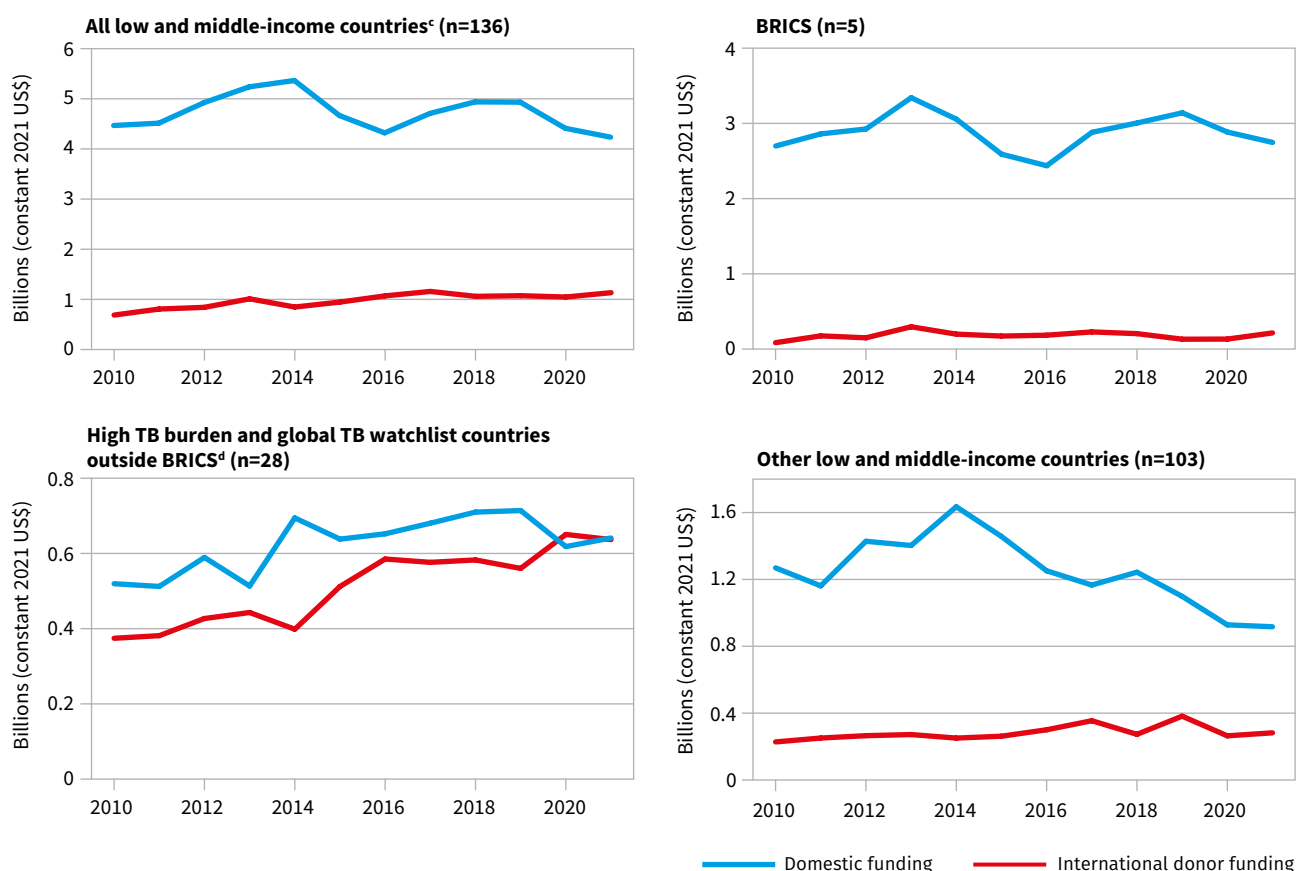 All low and middle-income countriesᶜ (n=136)
Billions (constant 2021 US$)
6
5
4
3
2
1
0
2010 2012 2014 2016 2018 2020
BRICS (n=5)
Billions (constant 2021 US$)
4
3
2
1
0
2010 2012 2014 2016 2018 2020
High TB burden and global TB watchlist countries
outside BRICSᵈ (n=28)
Billions (constant 2021 US$)
0.8
0.6
0.4
0.2
0
2010 2012 2014 2016 2018 2020
Other low and middle-income countries (n=103)
Billions (constant 2021 US$)
1.6
1.2
0.8
0.4
0
2010 2012 2014 2016 2018 2020
Domestic funding International donor funding